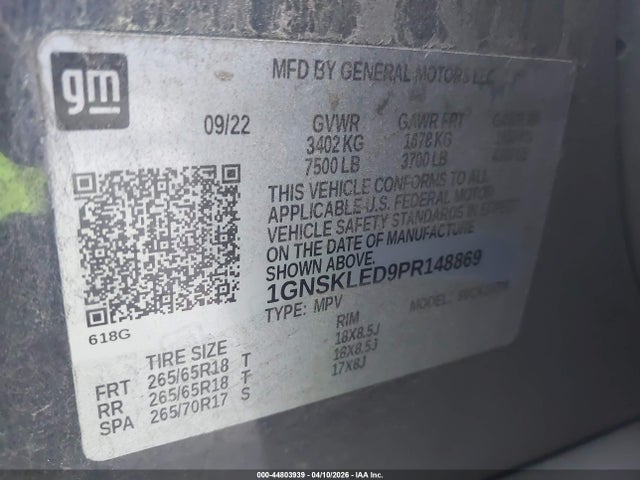 gm
MFD BY GENERAL MOTORS LLC
09/22 GVWR GAWR FRT
3402 KG 1678 KG
7500 LB 3700 LB
THIS VEHICLE CONFORMS TO ALL
APPLICABLE U.S. FEDERAL MOTOR
VEHICLE SAFETY STANDARDS IN EFFECT
ON THE DATE OF MANUFACTURE
SHOWN ABOVE.
1GNSKLED9PR148869
TYPE: MPV MODEL:
618G
TIRE SIZE RIM
FRT 265/65R18 T 18X8.5J
RR 265/65R18 T 18X8.5J
SPA 265/70R17 S 17X8J
000-44803939 - 04/10/2026 - IAA Inc.